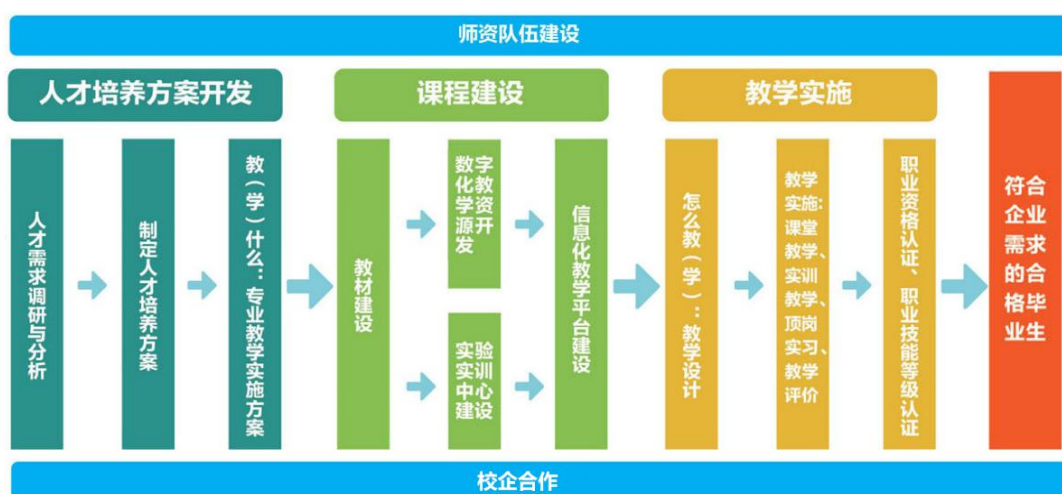 师资队伍建设
人才培养方案开发
课程建设
教学实施
人才需求调研与分析
制定人才培养方案
教（学）什么：专业教学实施方案
教材建设
数字
化教
学资
源开
发
实验
实训
中心
建设
信息化教学平台建设
怎么教（学）：教学设计
教学
实施:
课堂
教学、
实训
教学、
顶岗
实习、
教学
评价
职业资格认证、职业技能等级认证
符合
企业
需求
的合
格毕
业生
校企合作